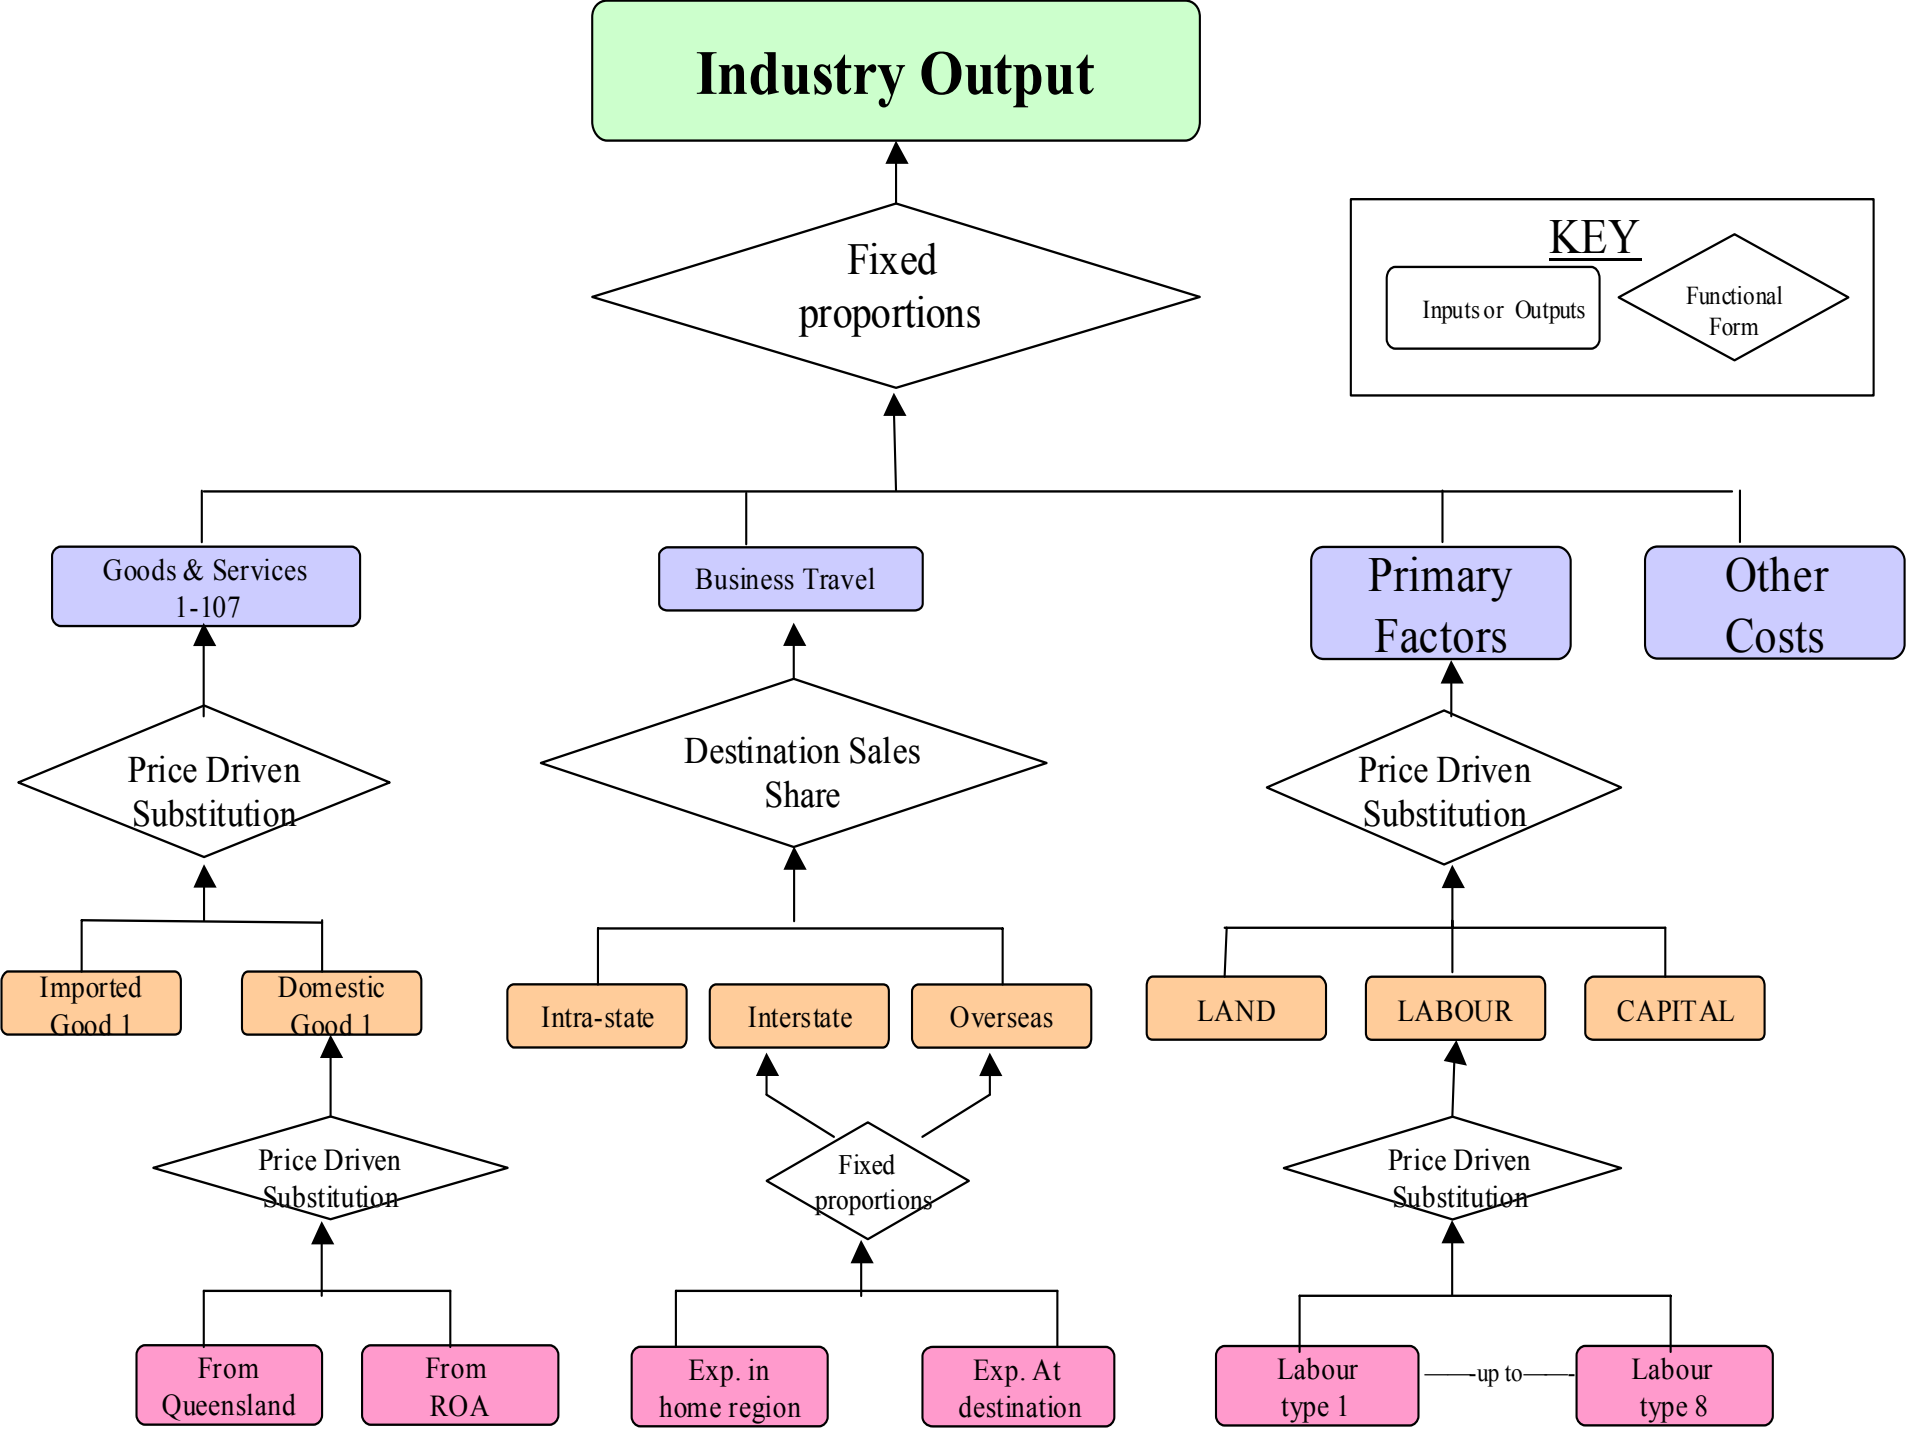 Industry Output
Fixed
proportions
KEY
Inputs or Outputs
Functional
Form
Goods & Services
1-107
Business Travel
Primary
Factors
Other
Costs
Price Driven
Substitution
Destination Sales
Share
Price Driven
Substitution
Imported
Good 1
Domestic
Good 1
Intra-state
Interstate
Overseas
LAND
LABOUR
CAPITAL
Price Driven
Substitution
Fixed
proportions
Price Driven
Substitution
From
Queensland
From
ROA
Exp. in
home region
Exp. At
destination
Labour
type 1
up to
Labour
type 8